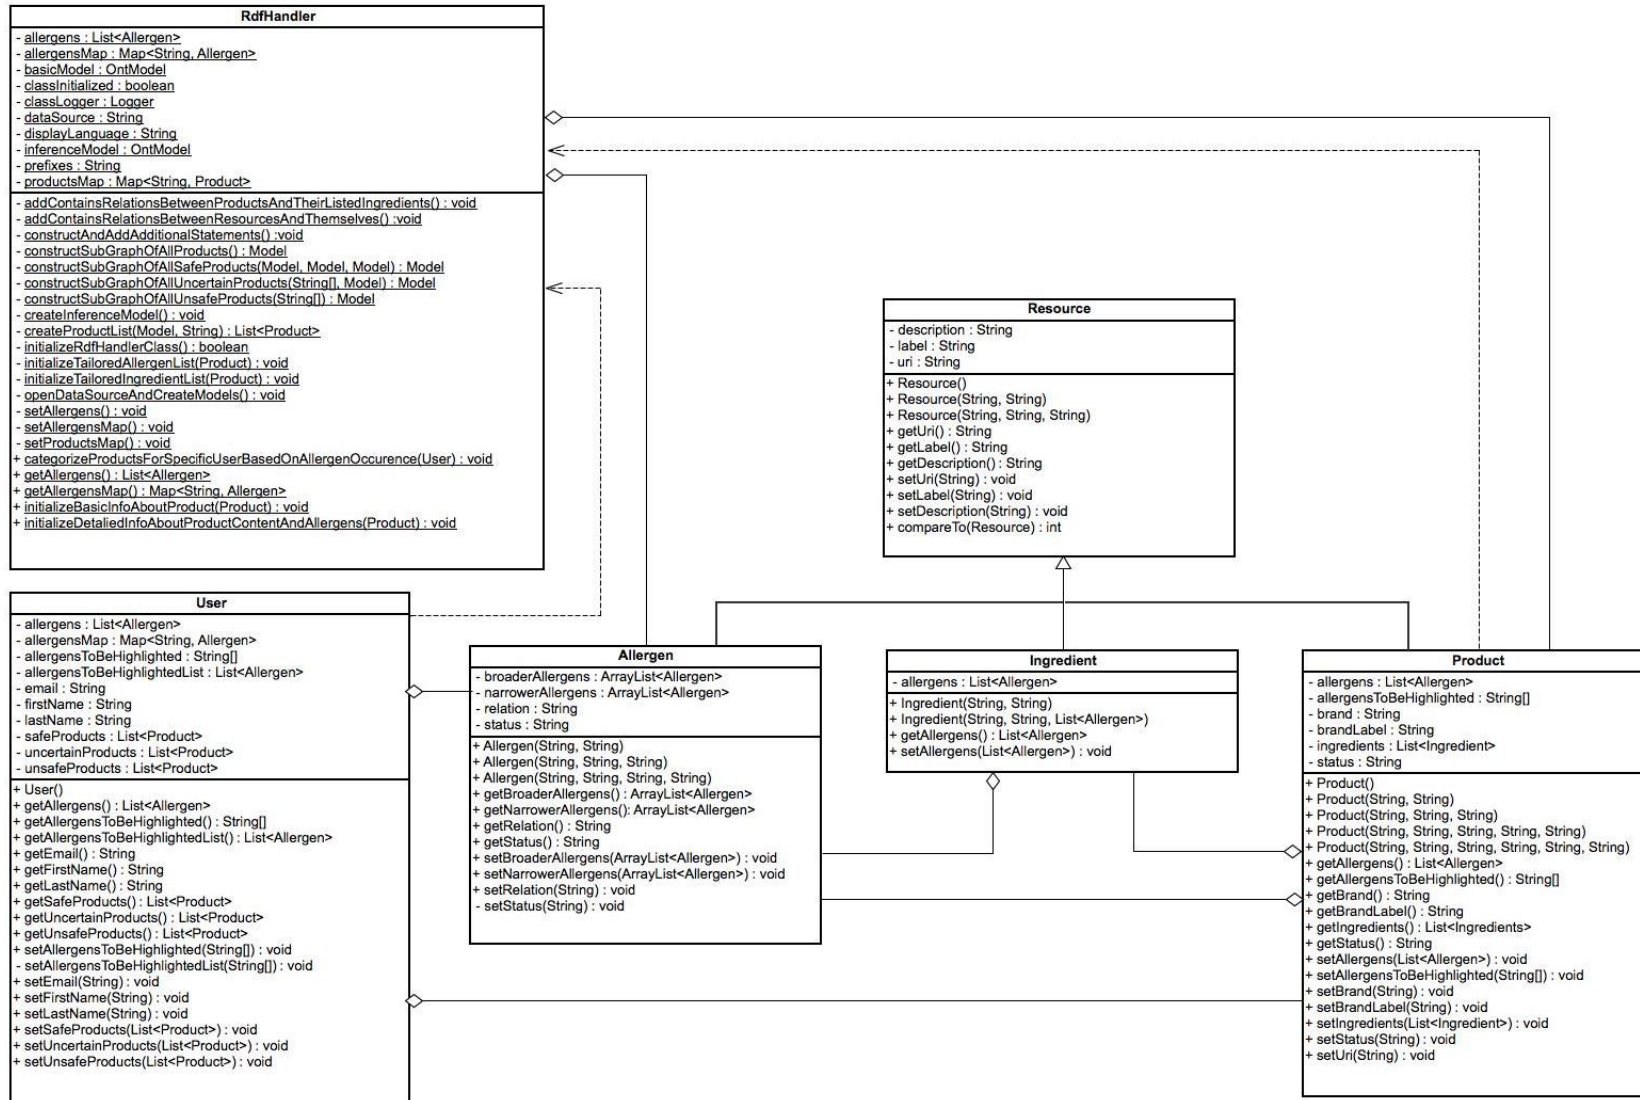 RdfHandler
- allergens : List<Allergen>
- allergensMap : Map<String, Allergen>
- basicModel : OntModel
- classInitialized : boolean
- classLogger : Logger
- dataSource : String
- displayLanguage : String
- inferenceModel : OntModel
- prefixes : String
- productsMap : Map<String, Product>
- addContainsRelationsBetweenProductsAndTheirListedIngredients() : void
- addContainsRelationsBetweenResourcesAndThemselves() :void
- constructAndAddAdditionalStatements() :void
- constructSubGraphOfAllProducts() : Model
- constructSubGraphOfAllSafeProducts(Model, Model, Model) : Model
- constructSubGraphOfAllUncertainProducts(String[], Model) : Model
- constructSubGraphOfAllUnsafeProducts(String[]) : Model
- createInferenceModel() : void
- createProductList(Model, String) : List<Product>
- initializeRdfHandlerClass() : boolean
- initializeTailoredAllergenList(Product) : void
- initializeTailoredIngredientList(Product) : void
- openDataSourceAndCreateModels() : void
- setAllergens() : void
- setAllergensMap() : void
- setProductsMap() : void
+ categorizeProductsForSpecificUserBasedOnAllergenOccurence(User) : void
+ getAllergens() : List<Allergen>
+ getAllergensMap() : Map<String, Allergen>
+ initializeBasicInfoAboutProduct(Product) : void
+ initializeDetaliedInfoAboutProductContentAndAllergens(Product) : void
Resource
- description : String
- label : String
- uri : String
+ Resource()
+ Resource(String, String)
+ Resource(String, String, String)
+ getUri() : String
+ getLabel() : String
+ getDescription() : String
+ setUri(String) : void
+ setLabel(String) : void
+ setDescription(String) : void
+ compareTo(Resource) : int
User
- allergens : List<Allergen>
- allergensMap : Map<String, Allergen>
- allergensToBeHighlighted : String[]
- allergensToBeHighlightedList : List<Allergen>
- email : String
- firstName : String
- lastName : String
- safeProducts : List<Product>
- uncertainProducts : List<Product>
- unsafeProducts : List<Product>
+ User()
+ getAllergens() : List<Allergen>
+ getAllergensToBeHighlighted() : String[]
+ getAllergensToBeHighlightedList() : List<Allergen>
+ getEmail() : String
+ getFirstName() : String
+ getLastName() : String
+ getSafeProducts() : List<Product>
+ getUncertainProducts() : List<Product>
+ getUnsafeProducts() : List<Product>
+ setAllergensToBeHighlighted(String[]) : void
- setAllergensToBeHighlightedList(String[]) : void
+ setEmail(String) : void
+ setFirstName(String) : void
+ setLastName(String) : void
+ setSafeProducts(List<Product>) : void
+ setUncertainProducts(List<Product>) : void
+ setUnsafeProducts(List<Product>) : void
Allergen
- broaderAllergens : ArrayList<Allergen>
- narrowerAllergens : ArrayList<Allergen>
- relation : String
- status : String
+ Allergen(String, String)
+ Allergen(String, String, String)
+ Allergen(String, String, String, String)
+ getBroaderAllergens() : ArrayList<Allergen>
+ getNarrowerAllergens(): ArrayList<Allergen>
+ getRelation() : String
+ getStatus() : String
+ setBroaderAllergens(ArrayList<Allergen>) : void
+ setNarrowerAllergens(ArrayList<Allergen>) : void
+ setRelation(String) : void
- setStatus(String) : void
Ingredient
- allergens : List<Allergen>
+ Ingredient(String, String)
+ Ingredient(String, String, List<Allergen>)
+ getAllergens() : List<Allergen>
+ setAllergens(List<Allergen>) : void
Product
- allergens : List<Allergen>
- allergensToBeHighlighted : String[]
- brand : String
- brandLabel : String
- ingredients : List<Ingredient>
- status : String
+ Product()
+ Product(String, String)
+ Product(String, String, String)
+ Product(String, String, String, String, String)
+ Product(String, String, String, String, String, String)
+ getAllergens() : List<Allergen>
+ getAllergensToBeHighlighted() : String[]
+ getBrand() : String
+ getBrandLabel() : String
+ getIngredients() : List<Ingredients>
+ getStatus() : String
+ setAllergens(List<Allergen>) : void
+ setAllergensToBeHighlighted(String[]) : void
+ setBrand(String) : void
+ setBrandLabel(String) : void
+ setIngredients(List<Ingredient>) : void
+ setStatus(String) : void
+ setUri(String) : void